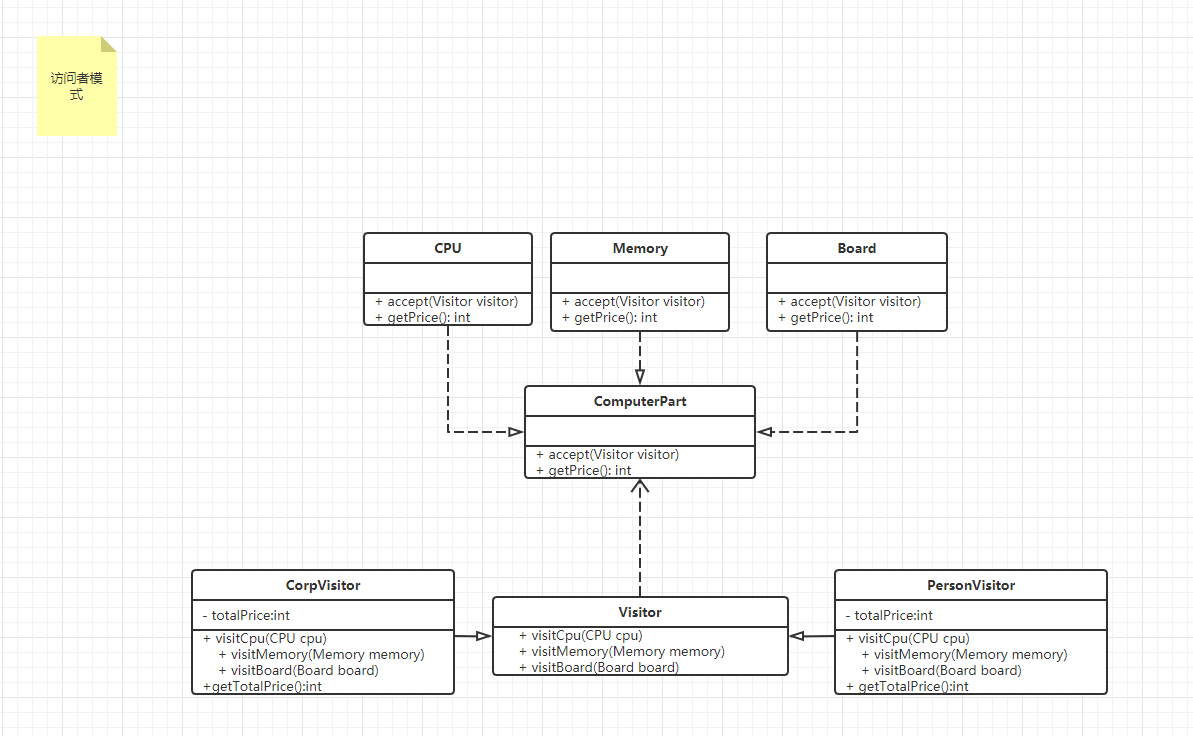 访问者模
式
CPU
+ accept(Visitor visitor)
+ getPrice(): int
Memory
+ accept(Visitor visitor)
+ getPrice(): int
Board
+ accept(Visitor visitor)
+ getPrice(): int
ComputerPart
+ accept(Visitor visitor)
+ getPrice(): int
CorpVisitor
- totalPrice:int
+ visitCpu(CPU cpu)
+ visitMemory(Memory memory)
+ visitBoard(Board board)
+getTotalPrice():int
Visitor
+ visitCpu(CPU cpu)
+ visitMemory(Memory memory)
+ visitBoard(Board board)
PersonVisitor
- totalPrice:int
+ visitCpu(CPU cpu)
+ visitMemory(Memory memory)
+ visitBoard(Board board)
+ getTotalPrice():int